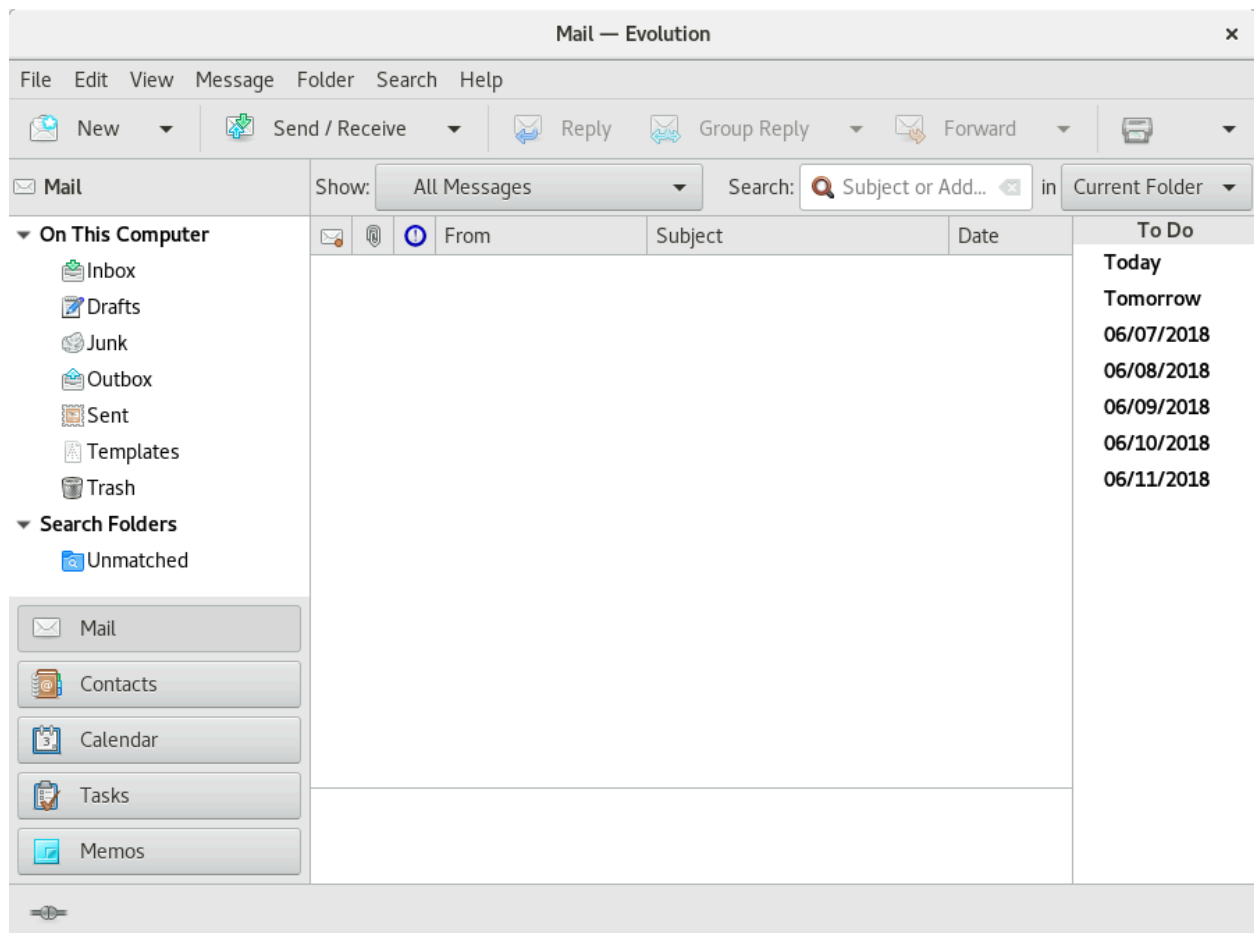 Mail — Evolution ×
File Edit View Message Folder Search Help
New Send / Receive Reply Group Reply Forward
Mail
Show: All Messages Search: Subject or Add... in Current Folder
On This Computer
Inbox
Drafts
Junk
Outbox
Sent
Templates
Trash
Search Folders
Unmatched
Mail
Contacts
Calendar
Tasks
Memos
From Subject Date
To Do
Today
Tomorrow
06/07/2018
06/08/2018
06/09/2018
06/10/2018
06/11/2018